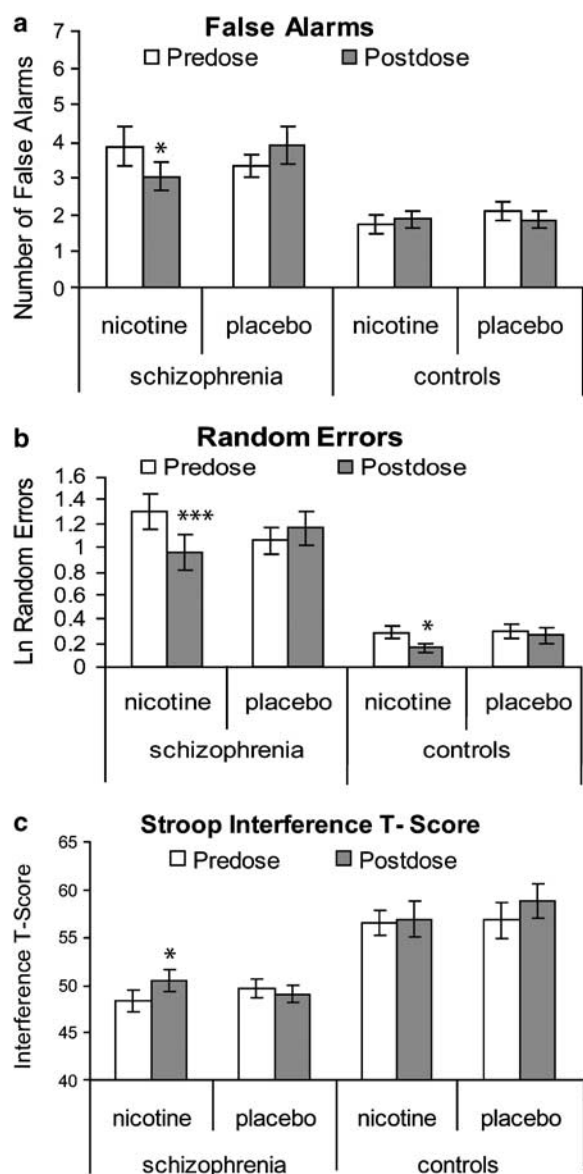 a False Alarms
Predose Postdose
Number of False Alarms
7
6
5
4
3
2
1
0
*
nicotine placebo nicotine placebo
schizophrenia controls
b Random Errors
Predose Postdose
Ln Random Errors
1.6
1.4
1.2
1
0.8
0.6
0.4
0.2
0
***
*
nicotine placebo nicotine placebo
schizophrenia controls
c Stroop Interference T- Score
Predose Postdose
Interference T-Score
65
60
55
50
45
40
*
nicotine placebo nicotine placebo
schizophrenia controls